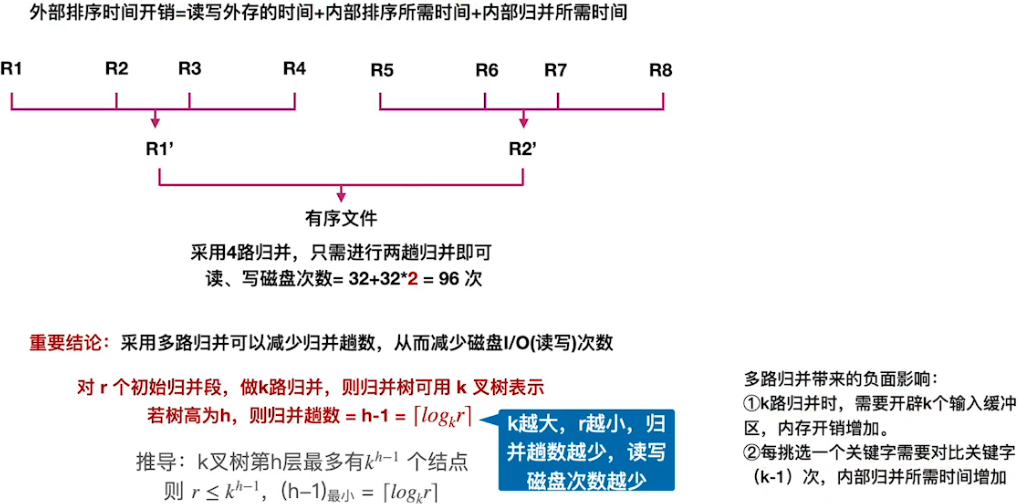 外部排序时间开销=读写外存的时间+内部排序所需时间+内部归并所需时间
R1 R2 R3 R4 R5 R6 R7 R8
R1’ R2’
有序文件
采用4路归并，只需进行两趟归并即可
读、写磁盘次数= 32+32*2 = 96 次
重要结论：采用多路归并可以减少归并趟数，从而减少磁盘I/O(读写)次数
对 r 个初始归并段，做k路归并，则归并树可用 k 叉树表示
若树高为h，则归并趟数 = h-1 = ⌈logₖr⌉
k越大，r越小，归
并趟数越少，读写
磁盘次数越少
推导：k叉树第h层最多有kʰ⁻¹ 个结点
则 r ≤ kʰ⁻¹，(h−1)最小 = ⌈logₖr⌉
多路归并带来的负面影响：
①k路归并时，需要开辟k个输入缓冲
区，内存开销增加。
②每挑选一个关键字需要对比关键字
（k-1）次，内部归并所需时间增加